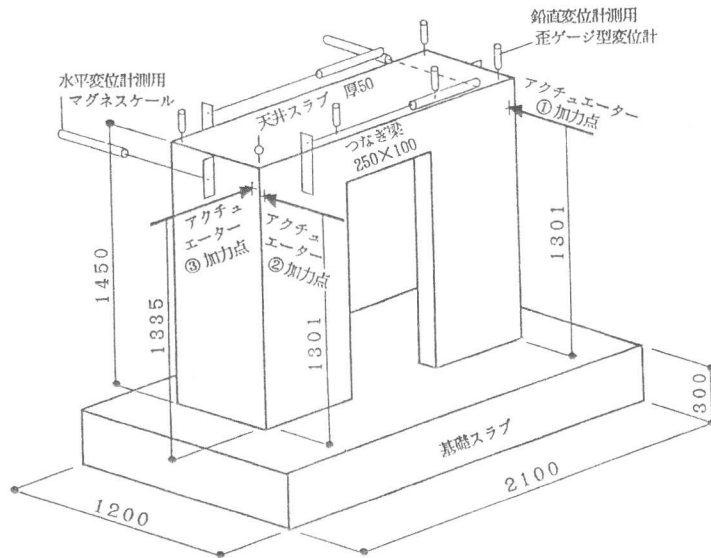 鉛直変位計測用
歪ゲージ型変位計
水平変位計測用
マグネスケール
天井スラブ 厚50
アクチュエーター
①加力点
つなぎ梁
250×100
アクチュ
エーター
③加力点
アクチュ
エーター
②加力点
1450
1335
1301
1301
300
基礎スラブ
1200
2100